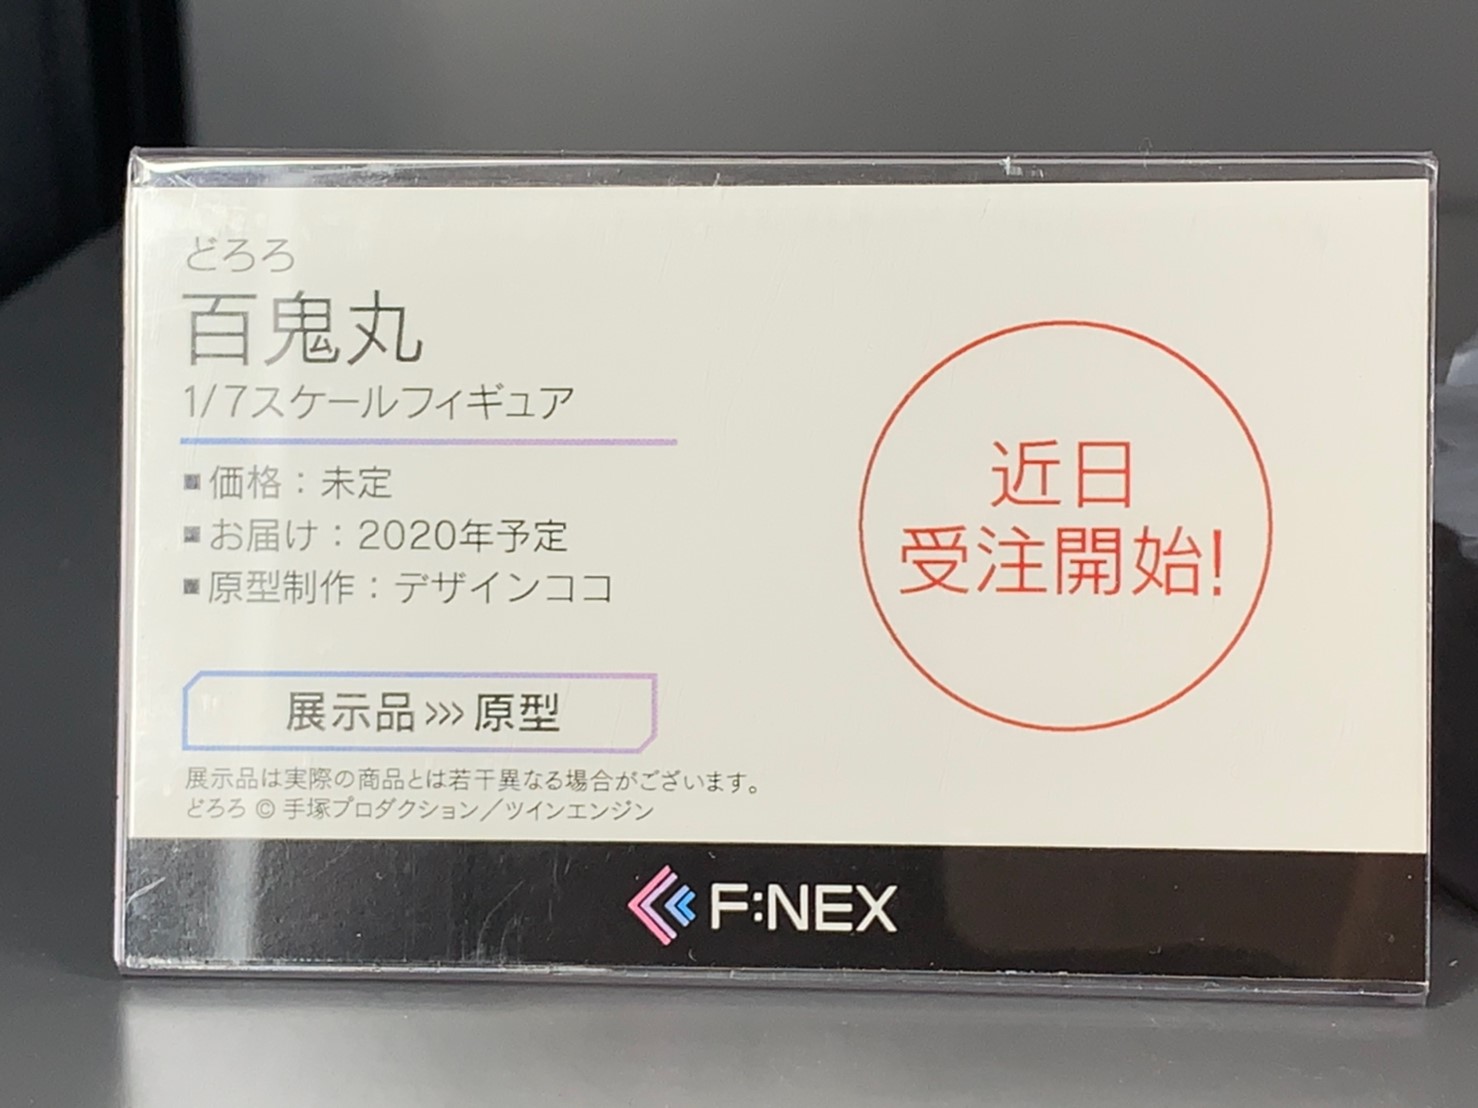 どろろ
百鬼丸
1/7スケールフィギュア
■価格：未定
■お届け：2020年予定
■原型制作：デザインココ
近日
受注開始!
展示品>>>原型
展示品は実際の商品とは若干異なる場合がございます。
どろろ © 手塚プロダクション／ツインエンジン
F:NEX